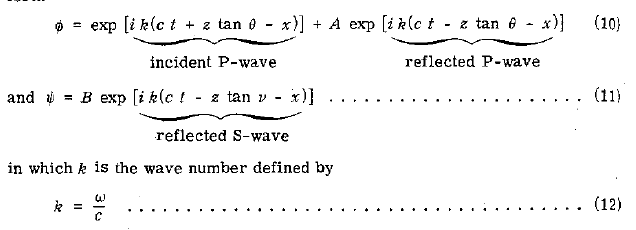 ϕ = exp [i k(c t + z tan θ - x)] + A exp [i k(c t - z tan θ - x)] (10)
incident P-wave reflected P-wave
and ψ = B exp [i k(c t - z tan ν - x)] . . . . . . . . . . . . . . . . . . . . . . . (11)
reflected S-wave
in which k is the wave number defined by
k = ω/c . . . . . . . . . . . . . . . . . . . . . . . . . . . . . . . . . . . . . . . (12)